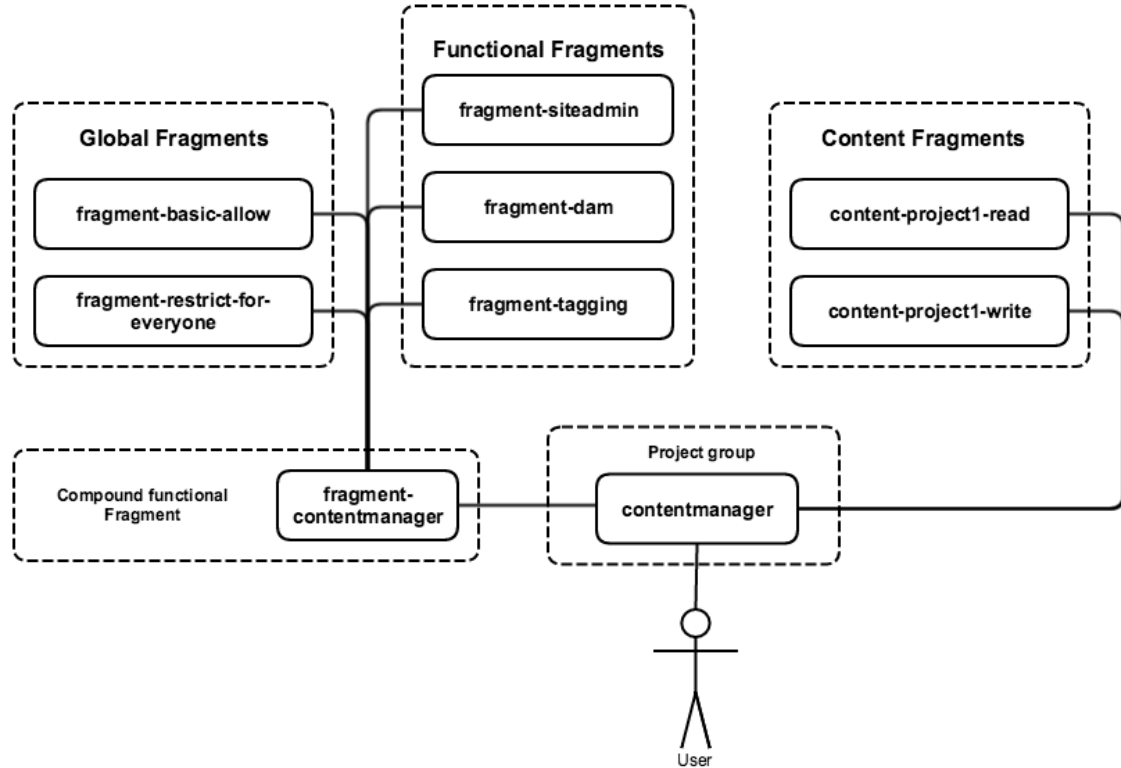 Functional Fragments
fragment-siteadmin
fragment-dam
fragment-tagging
Global Fragments
fragment-basic-allow
fragment-restrict-for-
everyone
Content Fragments
content-project1-read
content-project1-write
Compound functional
Fragment
fragment-
contentmanager
Project group
contentmanager
User